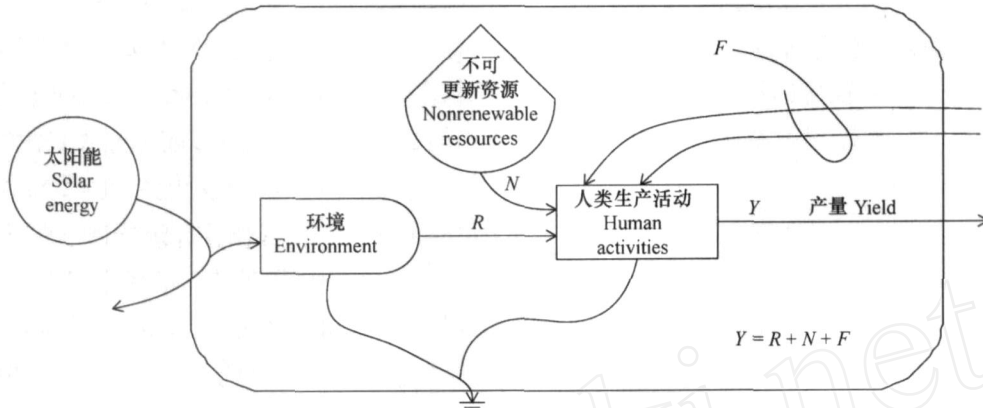 不可
更新资源
Nonrenewable
resources
F
太阳能
Solar
energy
N
环境
Environment
R
人类生产活动
Human
activities
Y
产量 Yield
Y = R + N + F